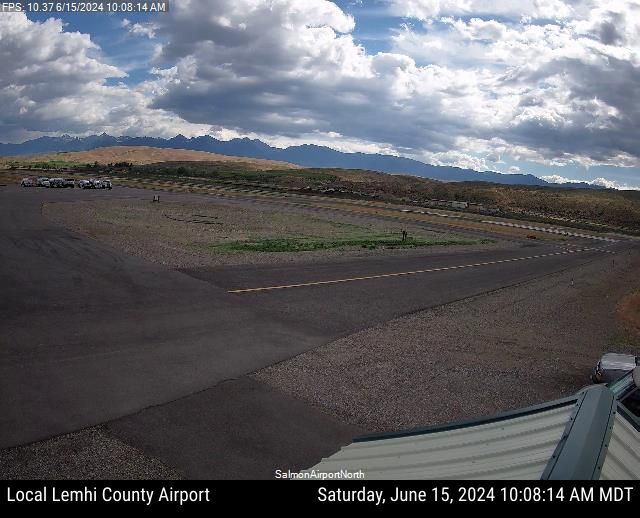 FPS: 10.37 6/15/2024 10:08:14 AM
SalmonAirportNorth
Local Lemhi County Airport Saturday, June 15, 2024 10:08:14 AM MDT